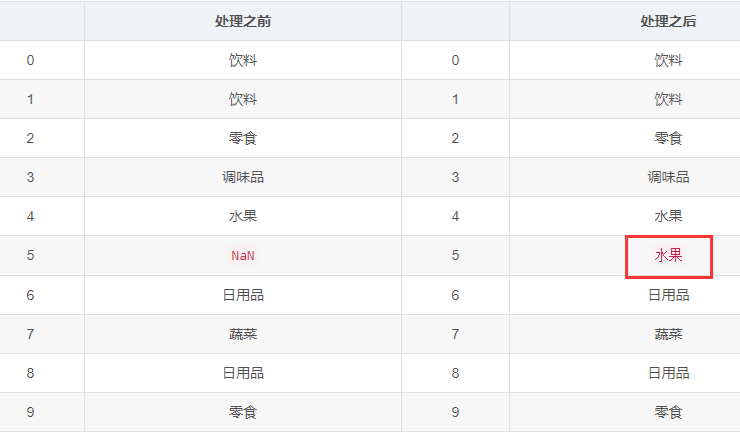 处理之前 处理之后
0 饮料 0 饮料
1 饮料 1 饮料
2 零食 2 零食
3 调味品 3 调味品
4 水果 4 水果
5 NaN 5 水果
6 日用品 6 日用品
7 蔬菜 7 蔬菜
8 日用品 8 日用品
9 零食 9 零食